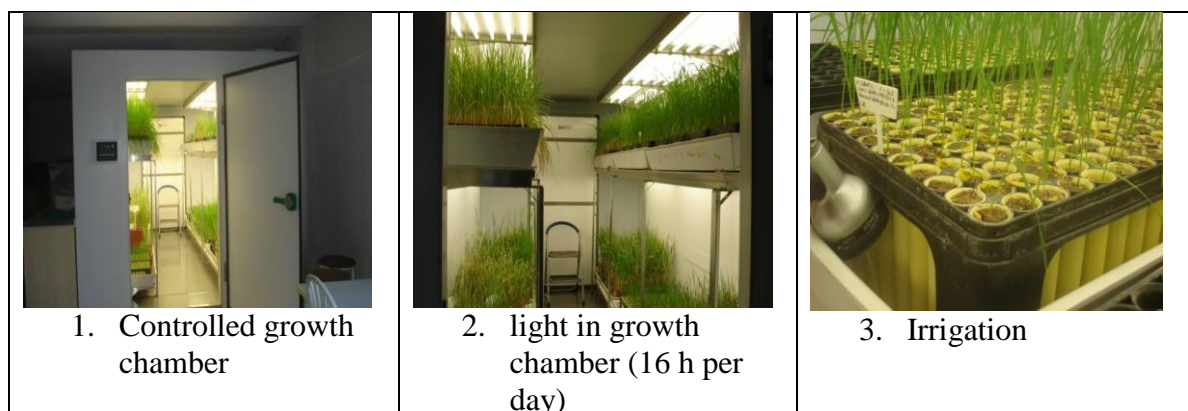 1. Controlled growth
chamber
2. light in growth
chamber (16 h per
day)
3. Irrigation